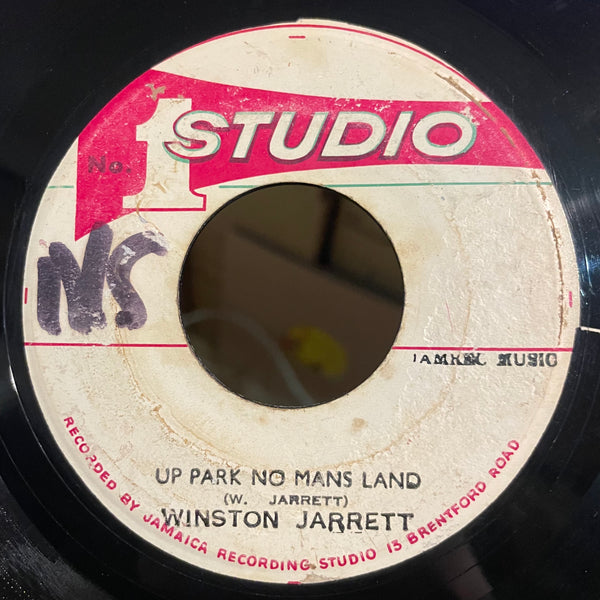 No. 1 STUDIO
NS
JAMREC MUSIC
UP PARK NO MANS LAND
(W. JARRETT)
WINSTON JARRETT
RECORDED BY JAMAICA RECORDING STUDIO 13 BRENTFORD ROAD